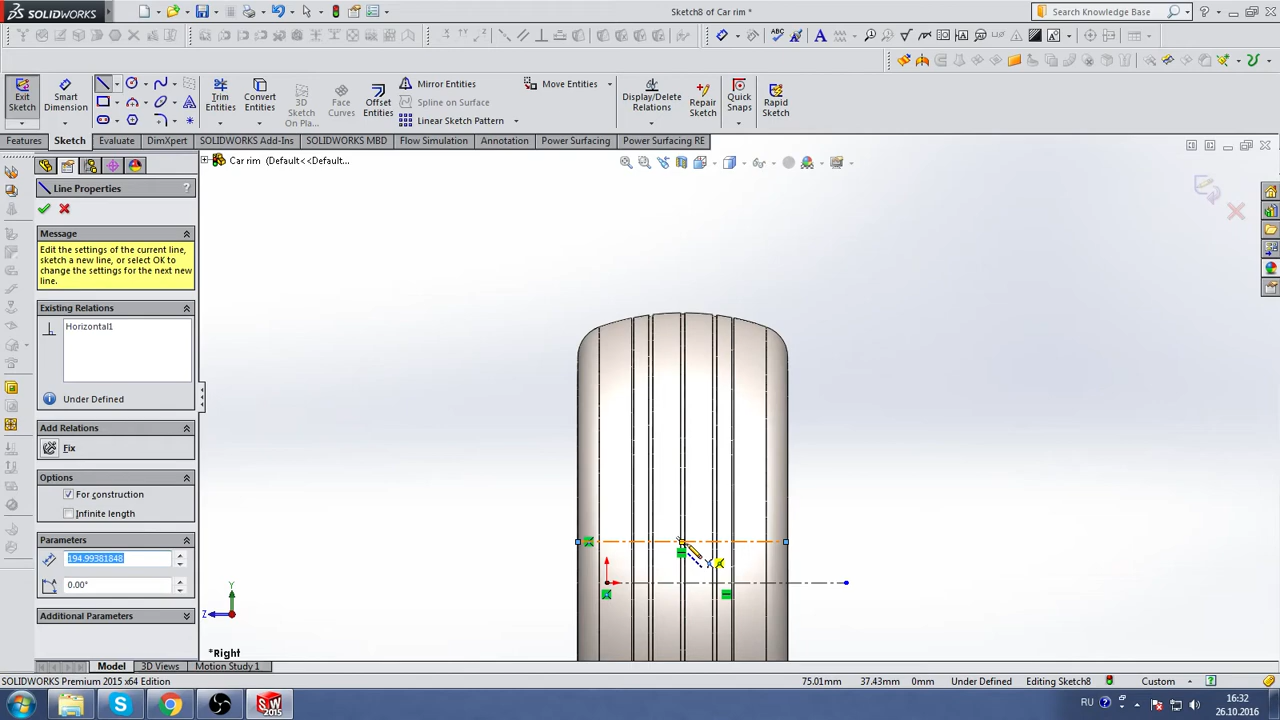 SOLIDWORKS
Sketch8 of Car rim *
Search Knowledge Base
Exit Sketch
Smart Dimension
Trim Entities
Convert Entities
3D Sketch On Pla...
Face Curves
Offset Entities
Mirror Entities
Spline on Surface
Linear Sketch Pattern
Move Entities
Display/Delete Relations
Repair Sketch
Quick Snaps
Rapid Sketch
Features Sketch Evaluate DimXpert SOLIDWORKS Add-Ins SOLIDWORKS MBD Flow Simulation Annotation Power Surfacing Power Surfacing RE
Car rim (Default<<Default...
Line Properties ?
Message
Edit the settings of the current line,
sketch a new line, or select OK to
change the settings for the next new
line.
Existing Relations
Horizontal1
Under Defined
Add Relations
Fix
Options
For construction
Infinite length
Parameters
194.99381848
0.00°
Additional Parameters
Y
Z
*Right
Model 3D Views Motion Study 1
SOLIDWORKS Premium 2015 x64 Edition
75.01mm 37.43mm 0mm Under Defined Editing Sketch8 Custom
RU
16:32
26.10.2016